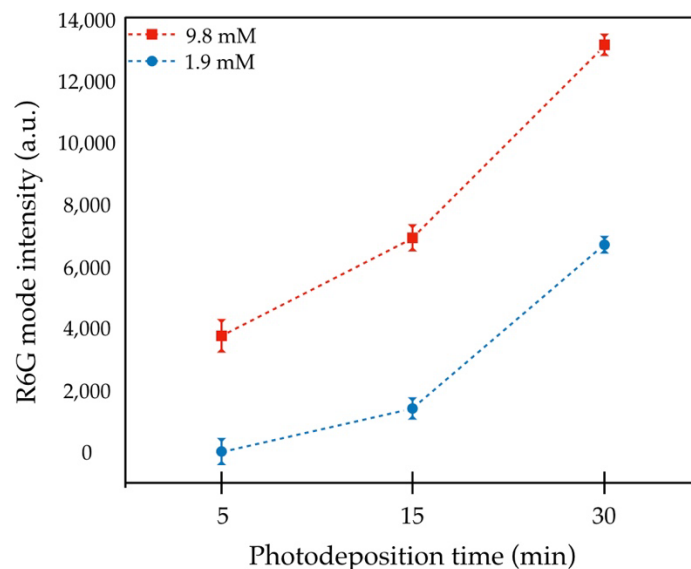 14,000
9.8 mM
1.9 mM
12,000
10,000
8,000
6,000
4,000
2,000
0
R6G mode intensity (a.u.)
5 15 30
Photodeposition time (min)